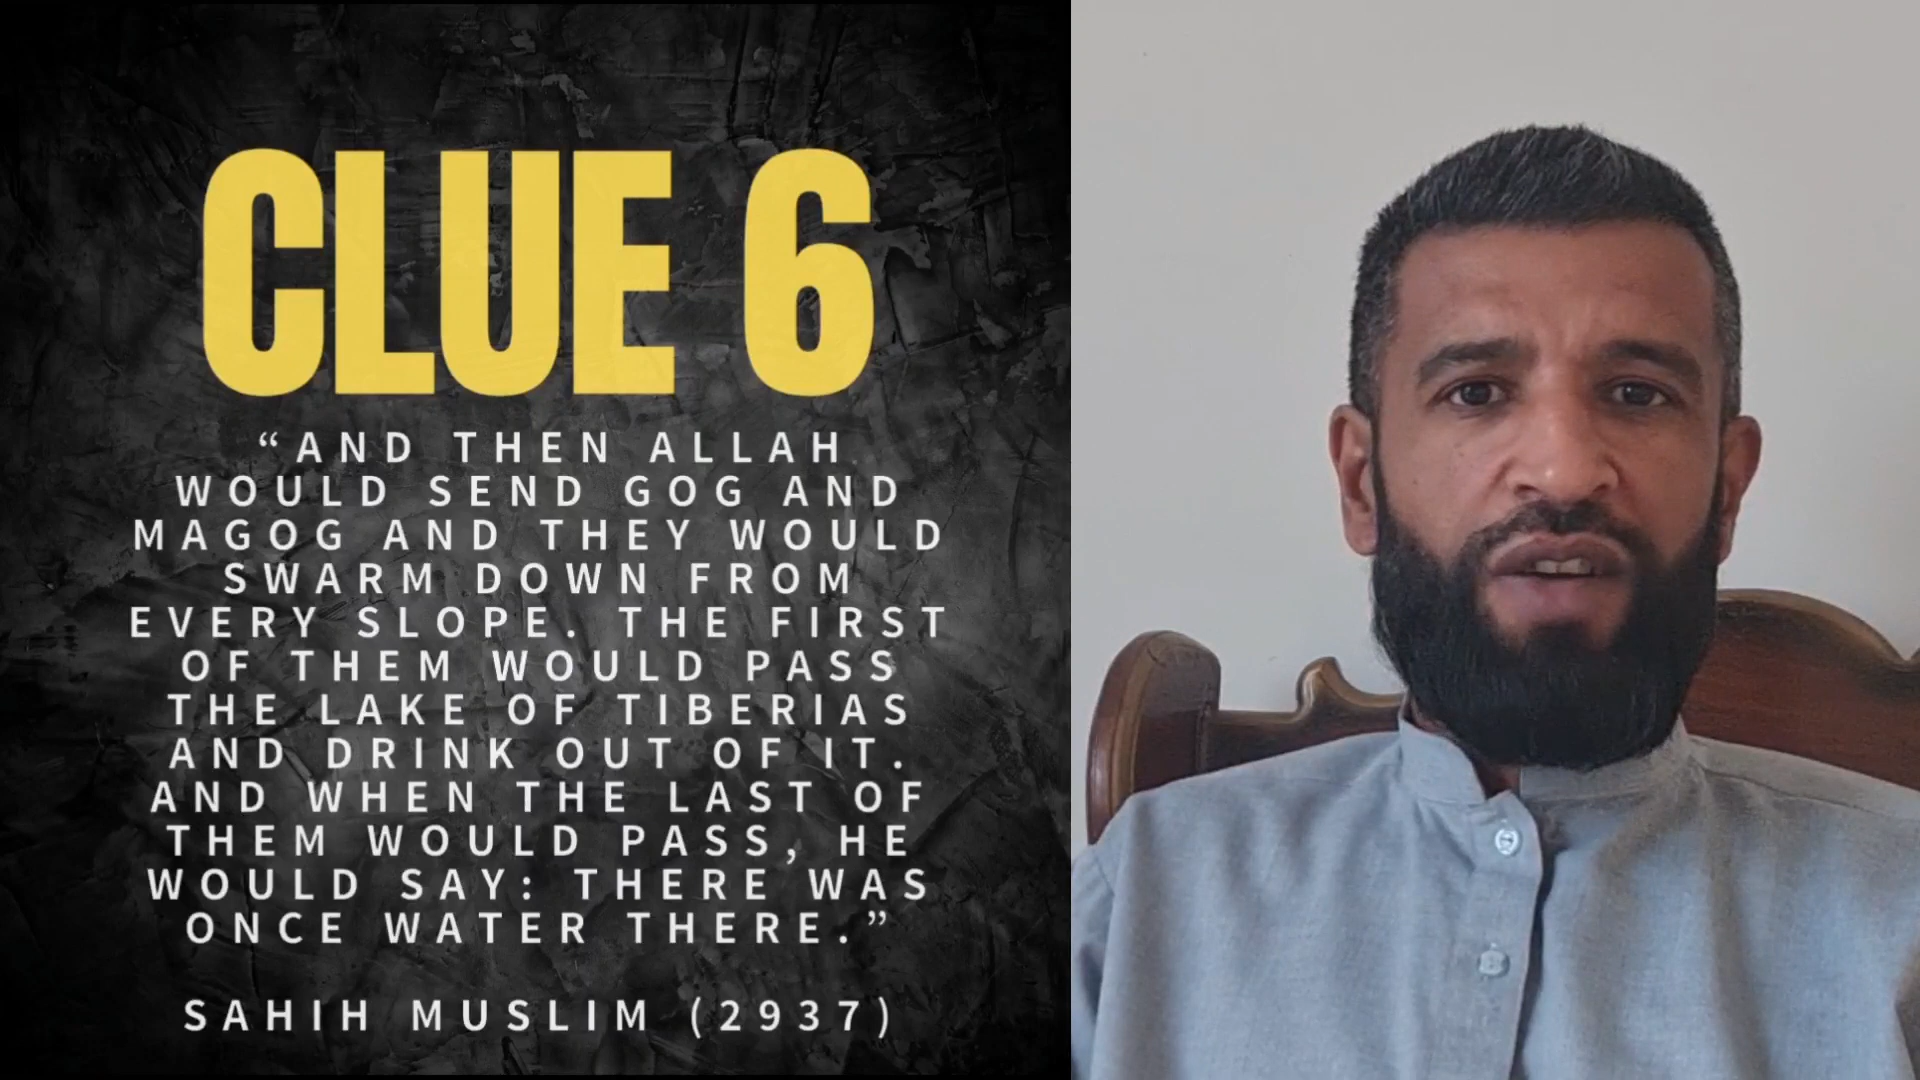 CLUE 6
“AND THEN ALLAH
WOULD SEND GOG AND
MAGOG AND THEY WOULD
SWARM DOWN FROM
EVERY SLOPE. THE FIRST
OF THEM WOULD PASS
THE LAKE OF TIBERIAS
AND DRINK OUT OF IT.
AND WHEN THE LAST OF
THEM WOULD PASS, HE
WOULD SAY: THERE WAS
ONCE WATER THERE.”
SAHIH MUSLIM (2937)